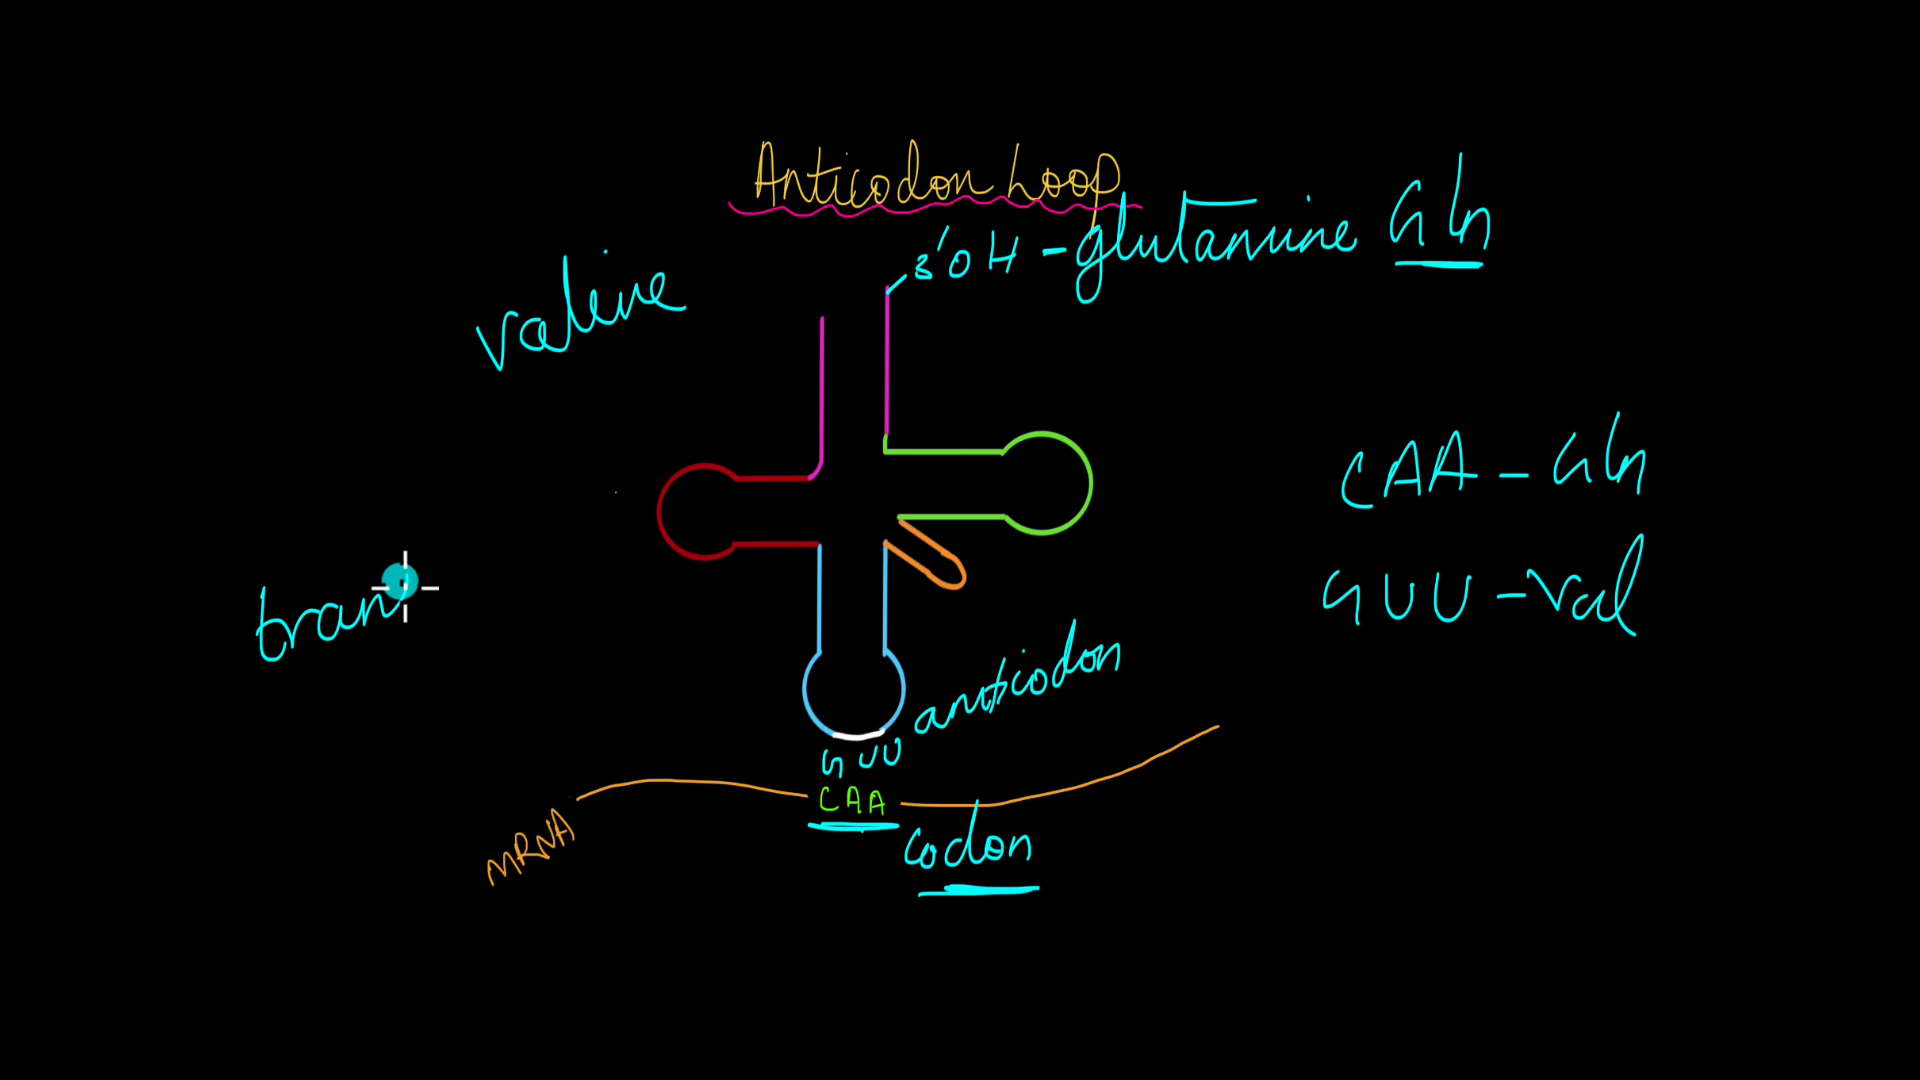 Anticodon Loop
3'OH - glutamine Gln
valine
CAA - Gln
GUU - Val
tran
anticodon
GUU
CAA
mRNA
codon